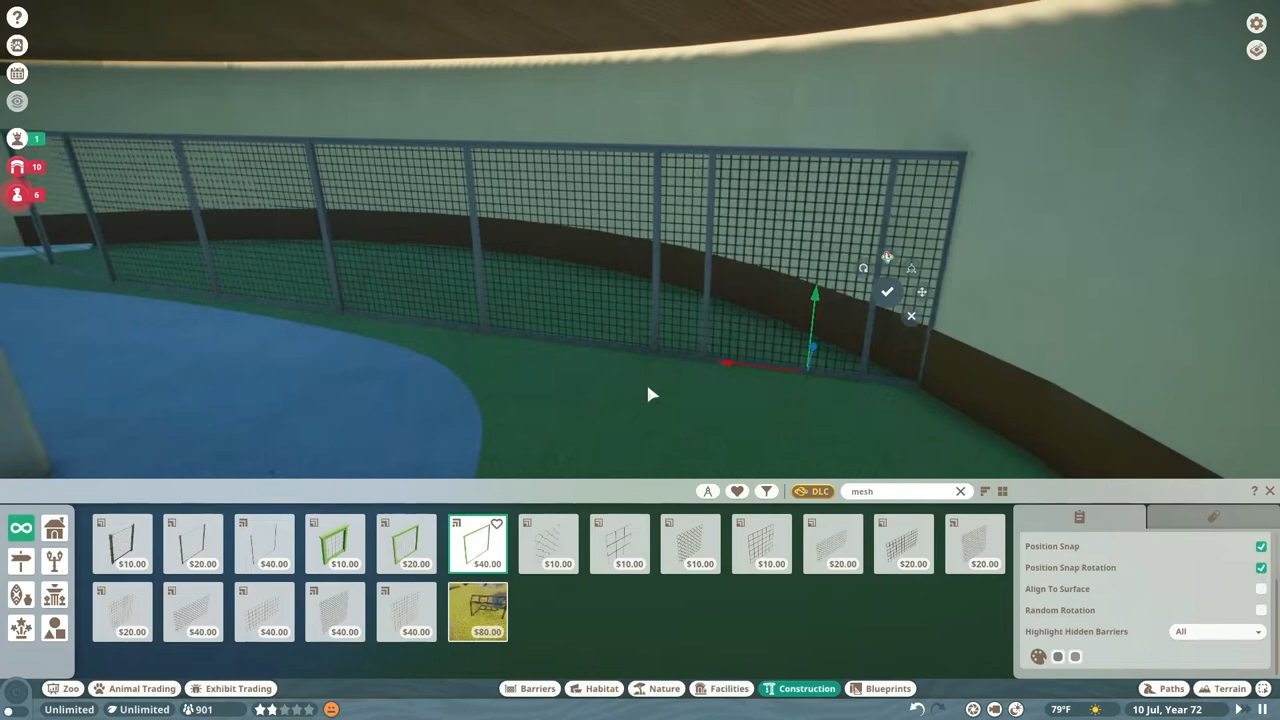 ?
1
10
6
DLC
mesh
?
$10.00
$20.00
$40.00
$10.00
$20.00
$40.00
$10.00
$10.00
$10.00
$10.00
$20.00
$20.00
$20.00
$20.00
$40.00
$40.00
$40.00
$40.00
$80.00
Position Snap
Position Snap Rotation
Align To Surface
Random Rotation
Highlight Hidden Barriers All
Zoo Animal Trading Exhibit Trading Barriers Habitat Nature Facilities Construction Blueprints Paths Terrain
Unlimited Unlimited 901 79°F 10 Jul, Year 72